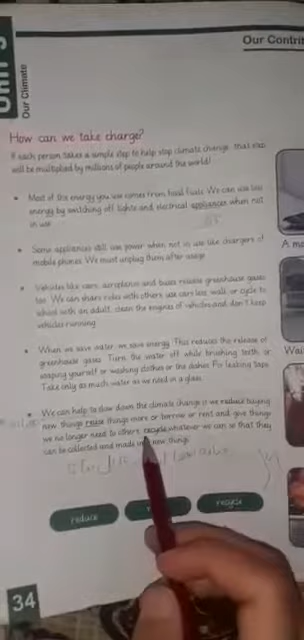 Our Contri
Our Climate
How can we take charge?
If each person takes a simple step to help stop climate change, that step
will be multiplied by millions of people around the world!
Most of the energy you use comes from fossil fuels. We can use less
energy by switching off lights and electrical appliances when not
in use.
Some appliances still use power when not in use like chargers of
mobile phones. We must unplug them after usage.
Vehicles like cars, aeroplanes and buses release greenhouse gases
too. We can share rides with others, use cars less, walk, or cycle to
school with an adult, clean the engines of vehicles and don't keep
vehicles running.
When we save water, we save energy. This reduces the release of
greenhouse gases. Turn the water off while brushing teeth, or
soaping yourself or washing clothes or the dishes. Fix leaking taps.
Take only as much water as we need in a glass.
We can help to slow down the climate change is we reduce buying
new things, reuse things more or borrow or rent and give things
we no longer need to others, recycle whatever we can so that they
can be collected and made into new things.
reduce
recycle
34
A mo
Wai